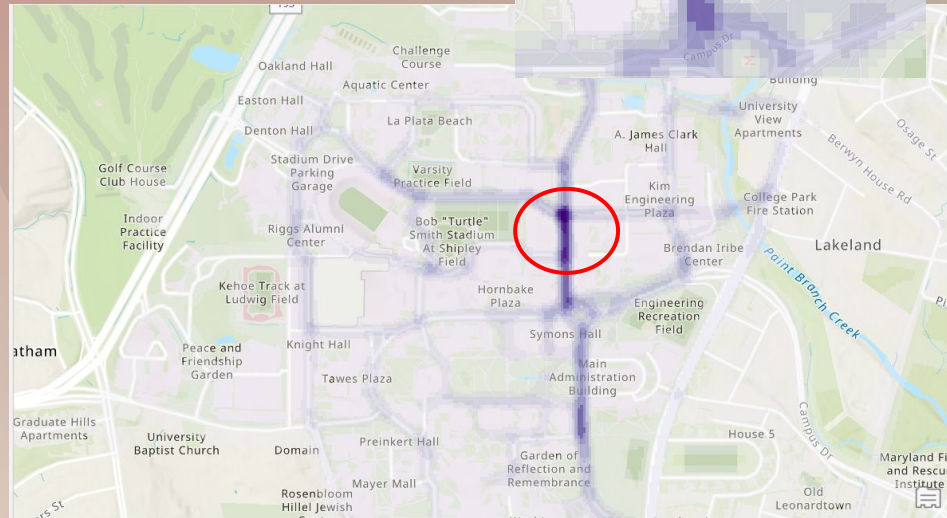 193
Campus Dr
Challenge
Course
Oakland Hall
Aquatic Center
Building
Easton Hall
La Plata Beach
University
View
Apartments
Osage St
Denton Hall
A. James Clark
Hall
Berwyn House Rd
Stadium Drive
Parking
Garage
Golf Course
Club House
Varsity
Practice Field
Kim
Engineering
Plaza
College Park
Fire Station
Indoor
Practice
Facility
Riggs Alumni
Center
Bob "Turtle"
Smith Stadium
At Shipley
Field
Brendan Iribe
Center
Lakeland
Paint Branch Creek
Kehoe Track at
Ludwig Field
Hornbake
Plaza
Engineering
Recreation
Field
Symons Hall
Knight Hall
Peace and
Friendship
Garden
Main
Administration
Building
Tawes Plaza
Graduate Hills
Apartments
University
Baptist Church
Domain
Preinkert Hall
House 5
Campus Dr
Garden of
Reflection and
Remembrance
Mayer Mall
Maryland Fi
and Rescu
Institute
Rosenbloom
Hillel Jewish
Old
Leonardtown